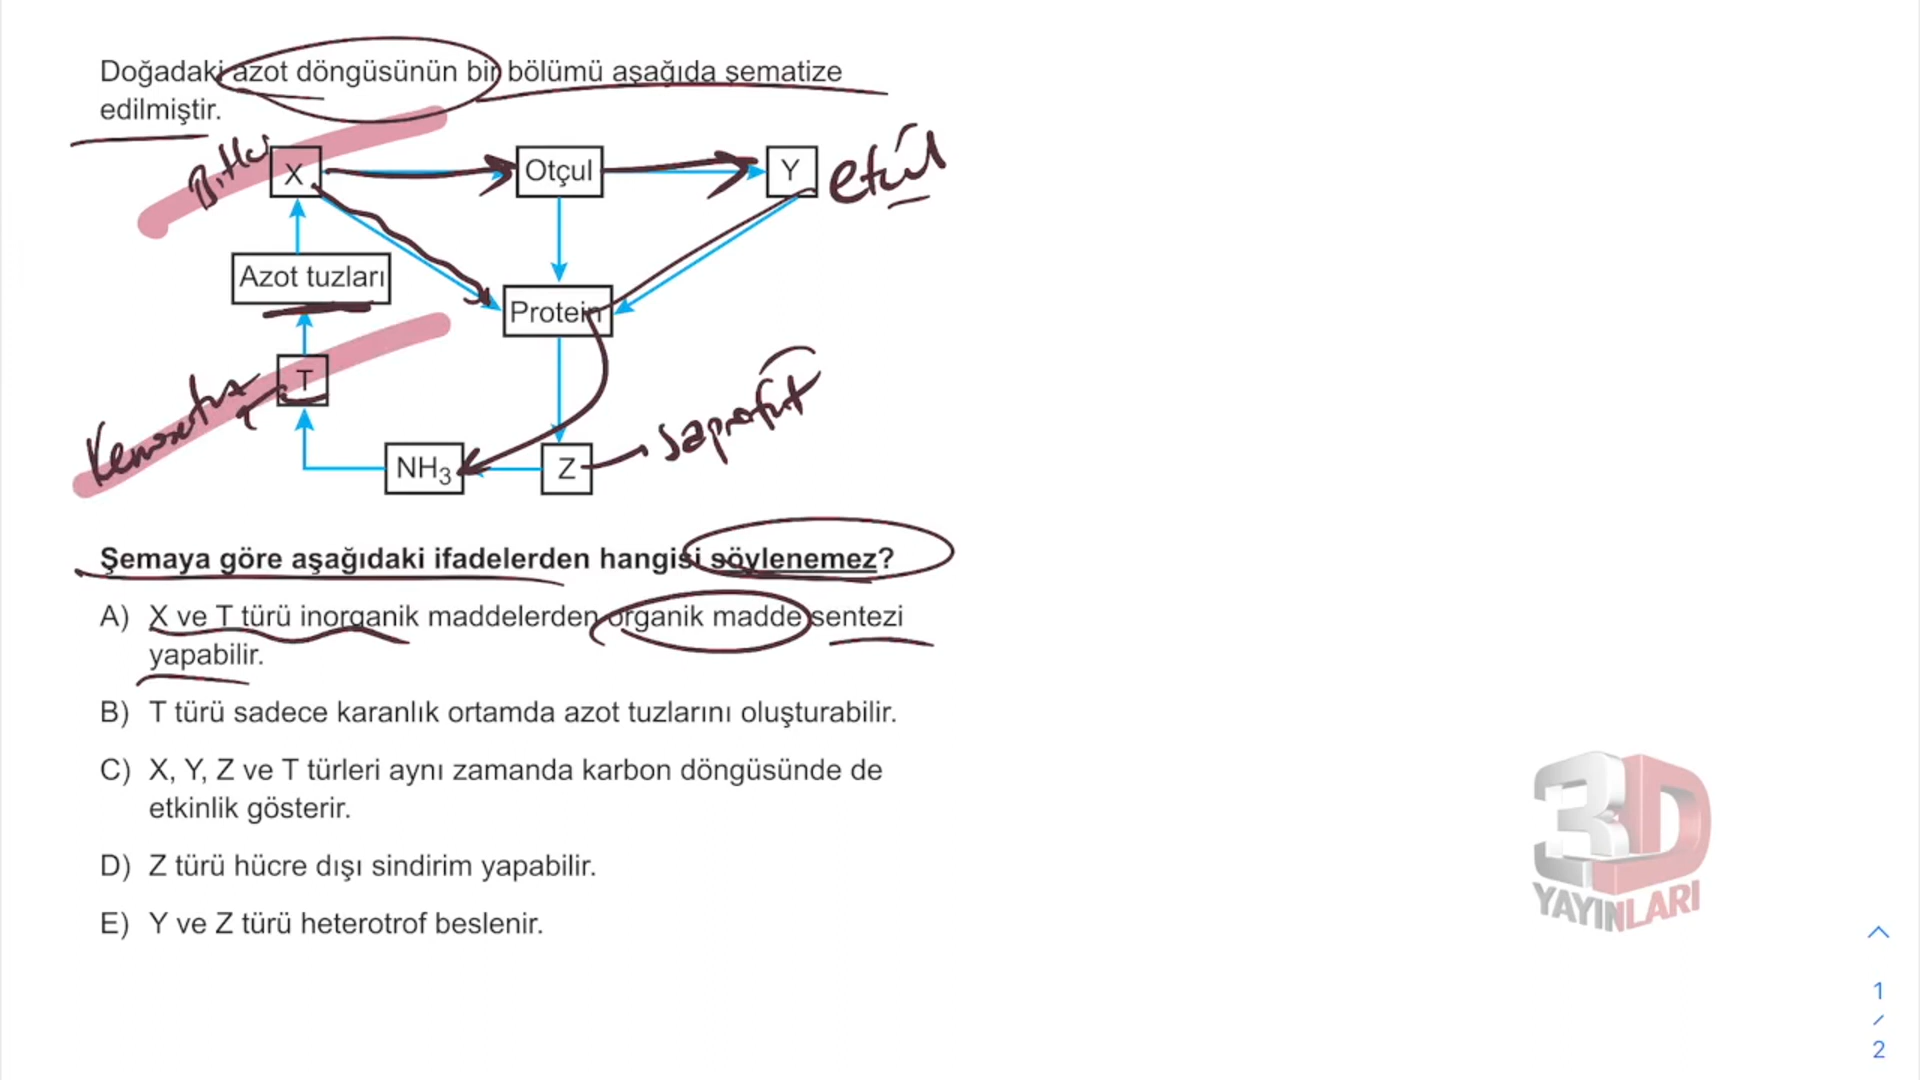 Doğadaki azot döngüsünün bir bölümü aşağıda şematize
edilmiştir.
Bitki
X
Otçul
Y
etçil
Azot tuzları
Protein
T
Kemosentez
NH3
Z
saprofit
Şemaya göre aşağıdaki ifadelerden hangisi söylenemez?
A) X ve T türü inorganik maddelerden organik madde sentezi
yapabilir.
B) T türü sadece karanlık ortamda azot tuzlarını oluşturabilir.
C) X, Y, Z ve T türleri aynı zamanda karbon döngüsünde de
etkinlik gösterir.
D) Z türü hücre dışı sindirim yapabilir.
E) Y ve Z türü heterotrof beslenir.
3D
YAYINLARI
1
/
2